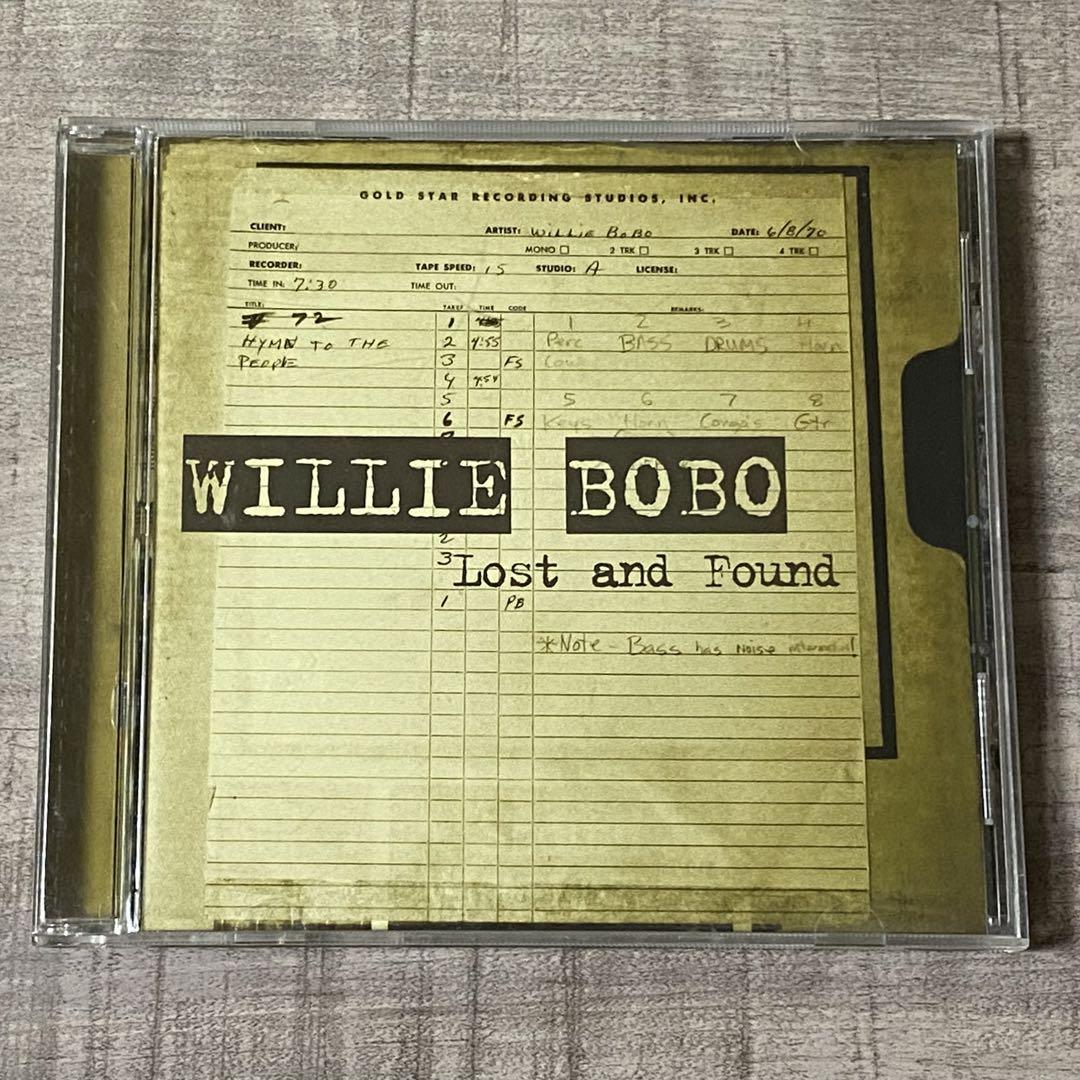 GOLD STAR RECORDING STUDIOS, INC.
CLIENT: ARTIST: WILLIE BOBO DATE: 6/8/70
PRODUCER: MONO 2 TRK 3 TRK 4 TRK
RECORDER: TAPE SPEED: 15 STUDIO: A LICENSE:
TIME IN: 7:30 TIME OUT:
TITLE: TAKES TIME CODE REMARKS:
# 72 1 1 2 3 4
HYMN TO THE 2 4:55 Perc BASS DRUMS Horn
PEOPLE 3 FS Cow
4 4:54
5 5 6 7 8
6 FS Keys Horn Congas Gtr
WILLIE BOBO
2
3 Lost and Found
1 PB
*Note - Bass has noise